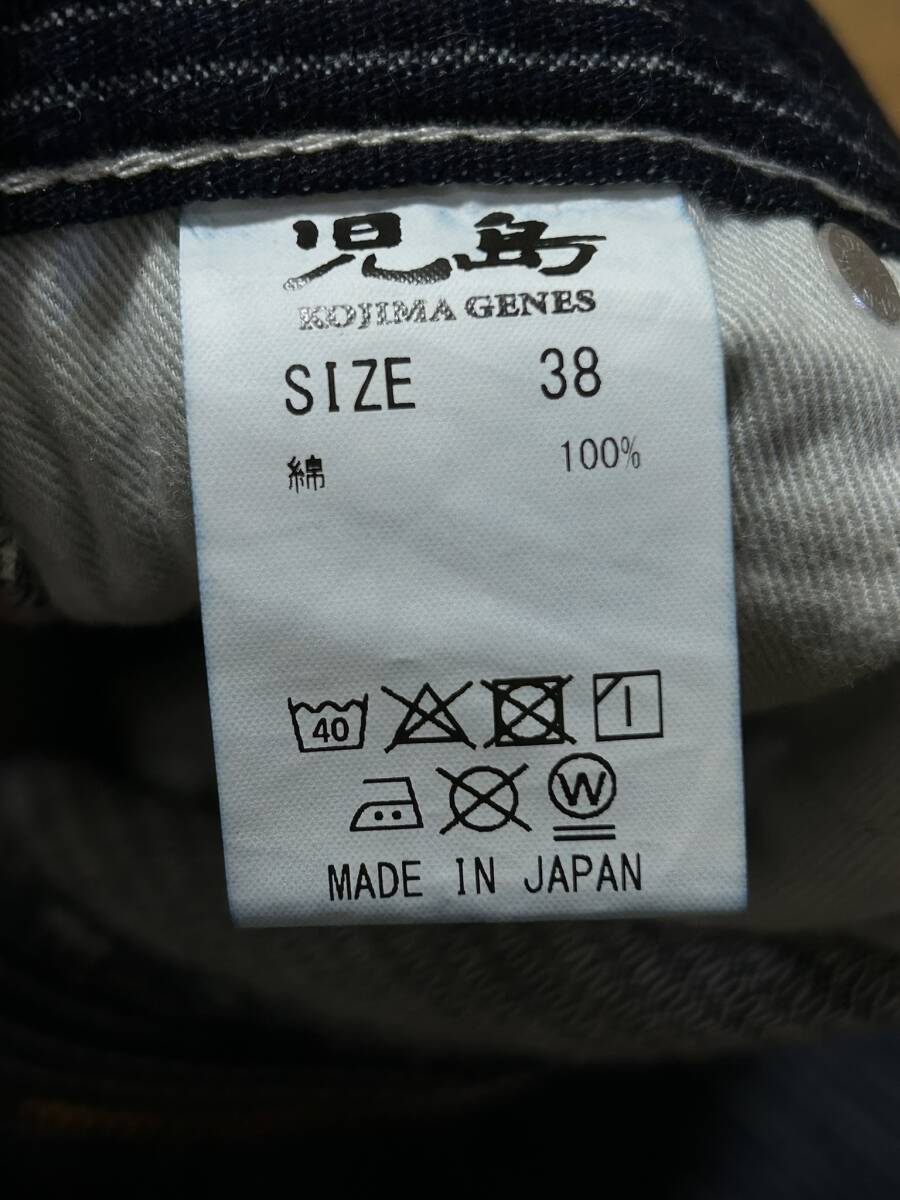 児島
KOJIMA GENES
SIZE 38
綿 100%
40
W
MADE IN JAPAN